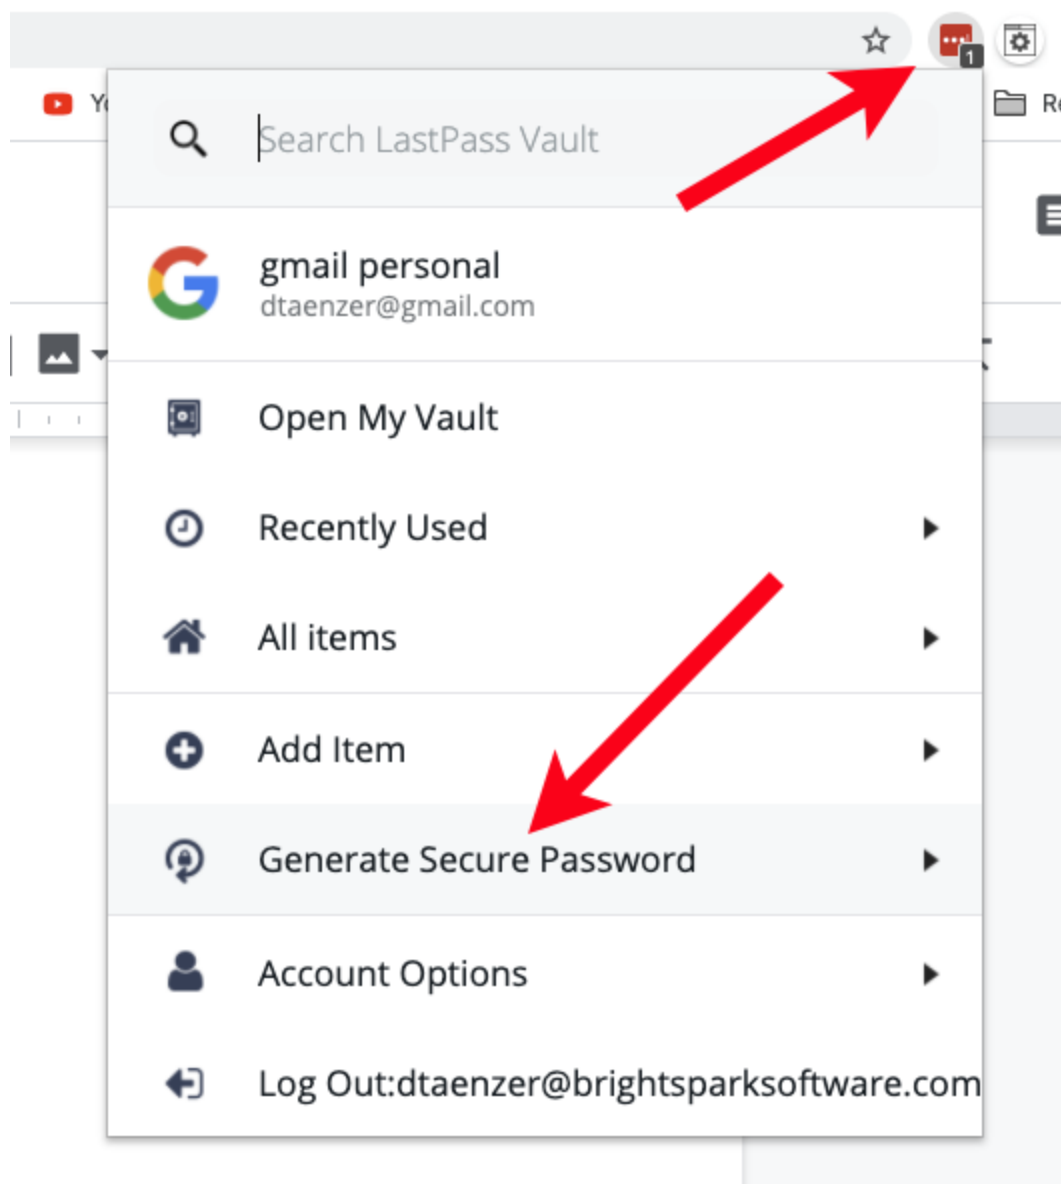 1
Search LastPass Vault
gmail personal
dtaenzer@gmail.com
Open My Vault
Recently Used
All items
Add Item
Generate Secure Password
Account Options
Log Out:dtaenzer@brightsparksoftware.com